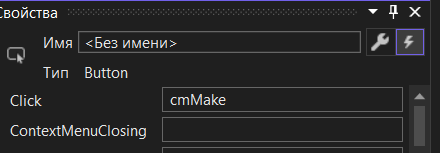 Свойства
Имя <Без имени>
Тип Button
Click cmMake
ContextMenuClosing